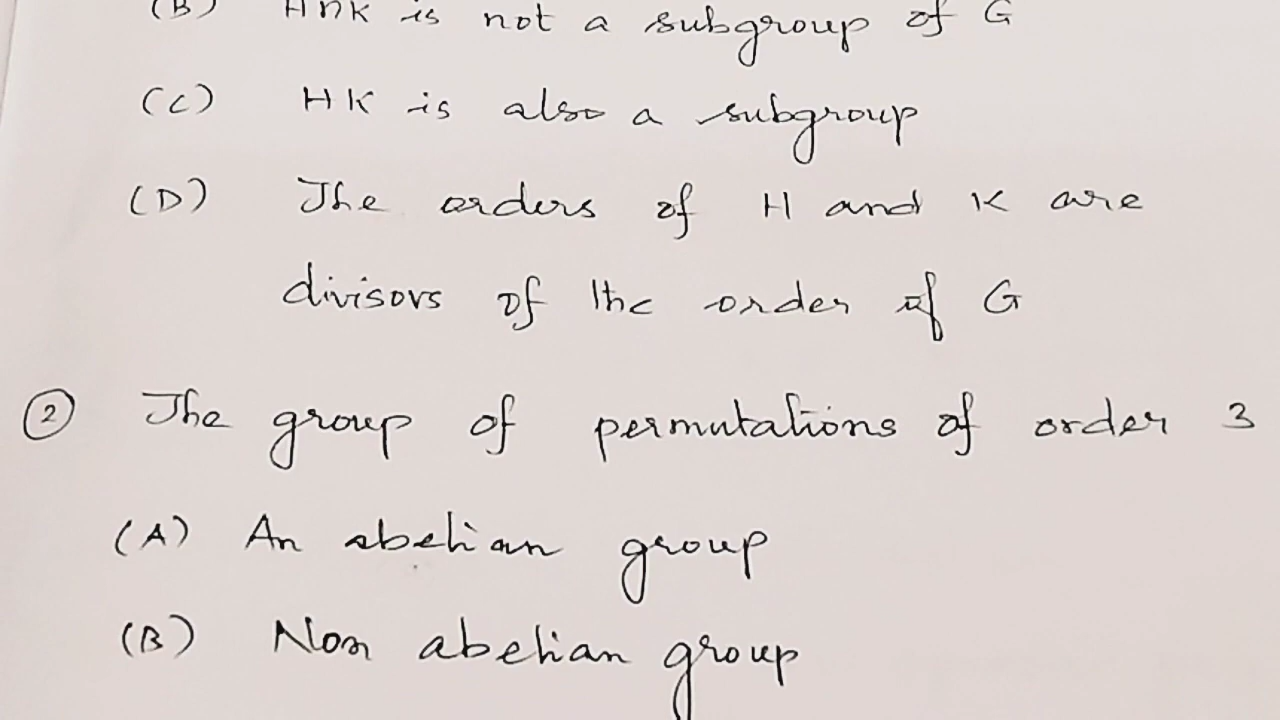 (B) H∩K is not a subgroup of G
(C) HK is also a subgroup
(D) The orders of H and K are
divisors of the order of G
② The group of permutations of order 3
(A) An abelian group
(B) Non abelian group